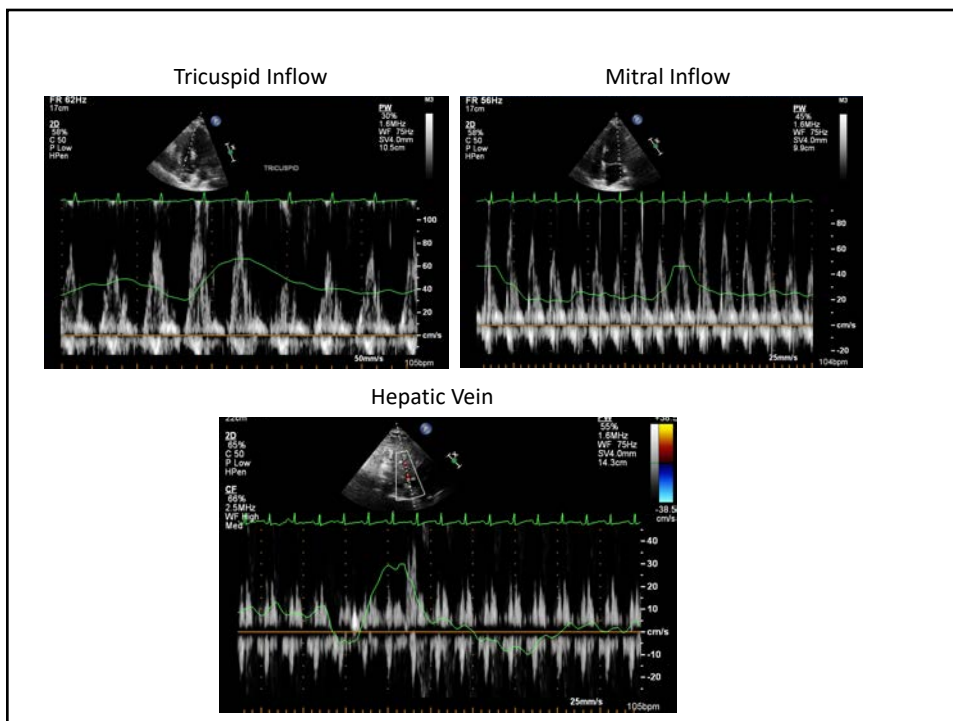 Tricuspid Inflow
FR 62Hz
17cm
2D
58%
C 50
P Low
HPen
PW
30%
1.6MHz
WF 75Hz
SV4.0mm
10.5cm
M3
TRICUSPID
100
80
60
40
20
cm/s
50mm/s
105bpm
Mitral Inflow
FR 56Hz
17cm
2D
58%
C 50
P Low
HPen
PW
45%
1.6MHz
WF 75Hz
SV4.0mm
9.9cm
M3
80
60
40
20
cm/s
-20
25mm/s
104bpm
Hepatic Vein
22cm
2D
65%
C 50
P Low
HPen
CF
66%
2.5MHz
WF High
Med
PW
55%
1.6MHz
WF 75Hz
SV4.0mm
14.3cm
-38.5
cm/s
40
30
20
10
cm/s
-10
-20
25mm/s
105bpm